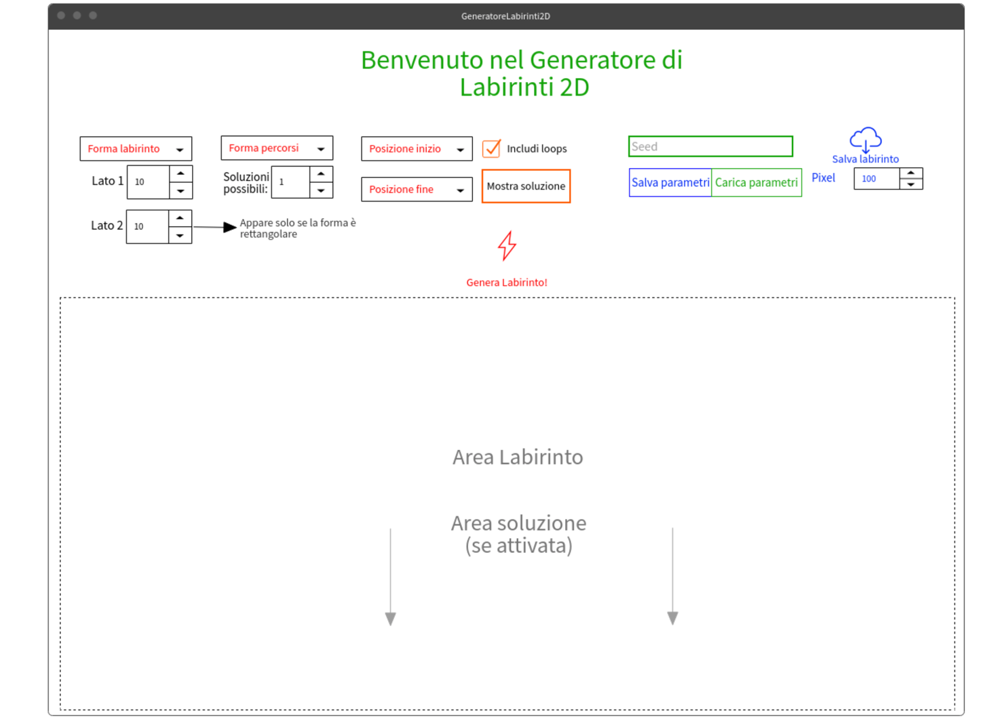 GeneratoreLabirinti2D
Benvenuto nel Generatore di
Labirinti 2D
Forma labirinto
Forma percorsi
Posizione inizio
Includi loops
Seed
Salva labirinto
Lato 1
10
Soluzioni
possibili:
1
Posizione fine
Mostra soluzione
Salva parametri
Carica parametri
Pixel
100
Lato 2
10
Appare solo se la forma è
rettangolare
Genera Labirinto!
Area Labirinto
Area soluzione
(se attivata)